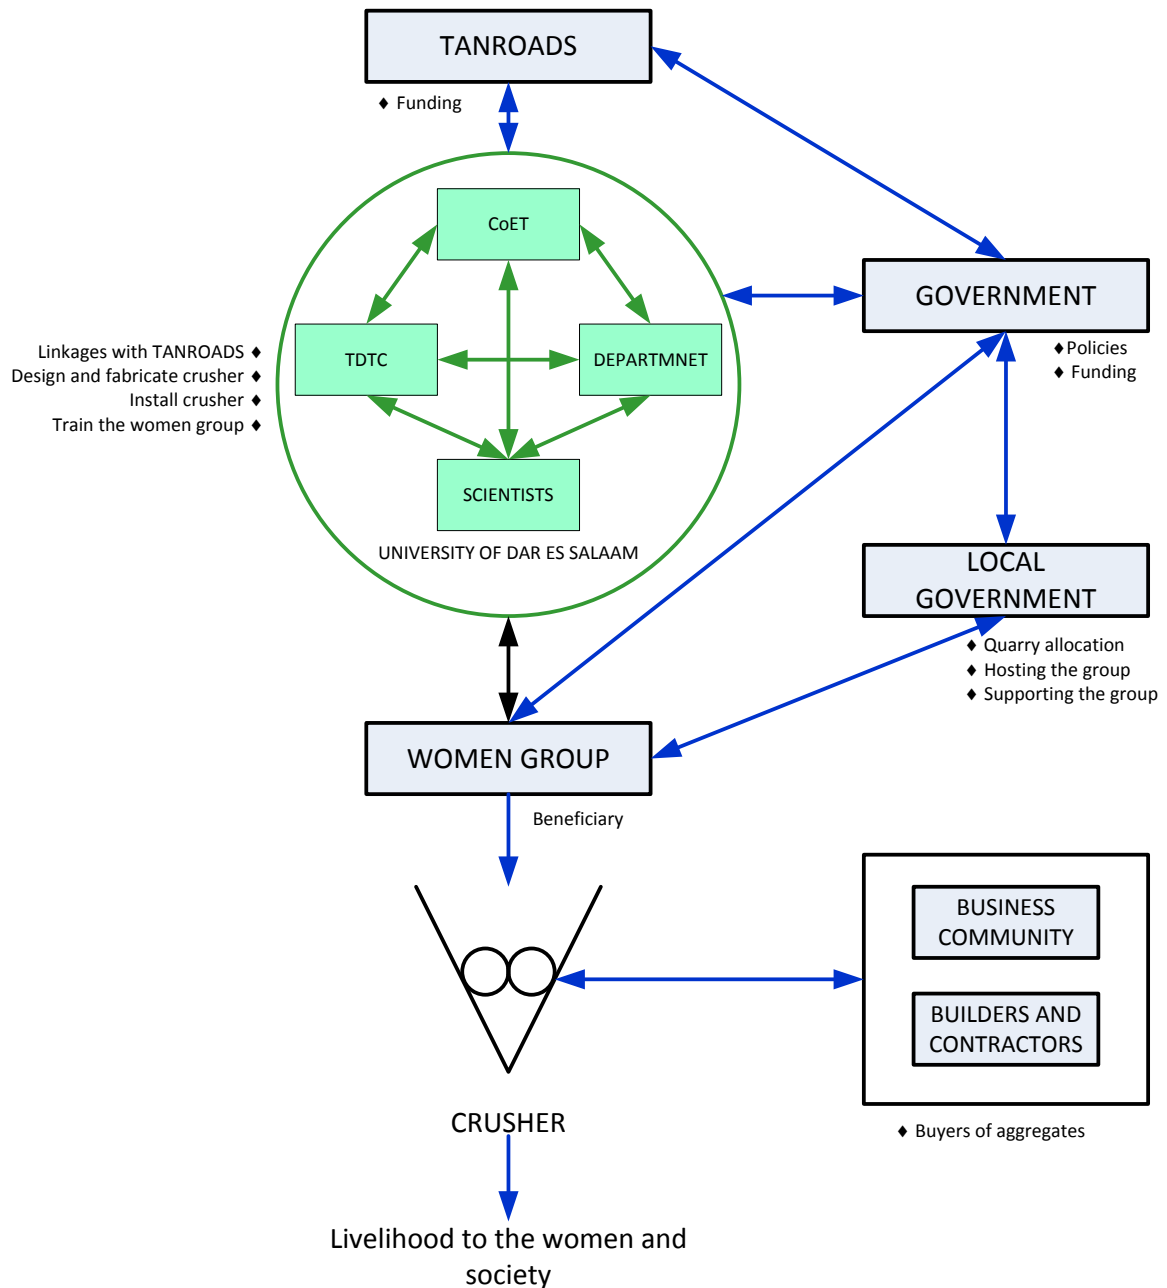 TANROADS
♦ Funding
CoET
TDTC
DEPARTMNET
SCIENTISTS
UNIVERSITY OF DAR ES SALAAM
Linkages with TANROADS ♦
Design and fabricate crusher ♦
Install crusher ♦
Train the women group ♦
GOVERNMENT
♦Policies
♦ Funding
LOCAL
GOVERNMENT
♦ Quarry allocation
♦ Hosting the group
♦ Supporting the group
WOMEN GROUP
Beneficiary
BUSINESS
COMMUNITY
BUILDERS AND
CONTRACTORS
♦ Buyers of aggregates
CRUSHER
Livelihood to the women and
society